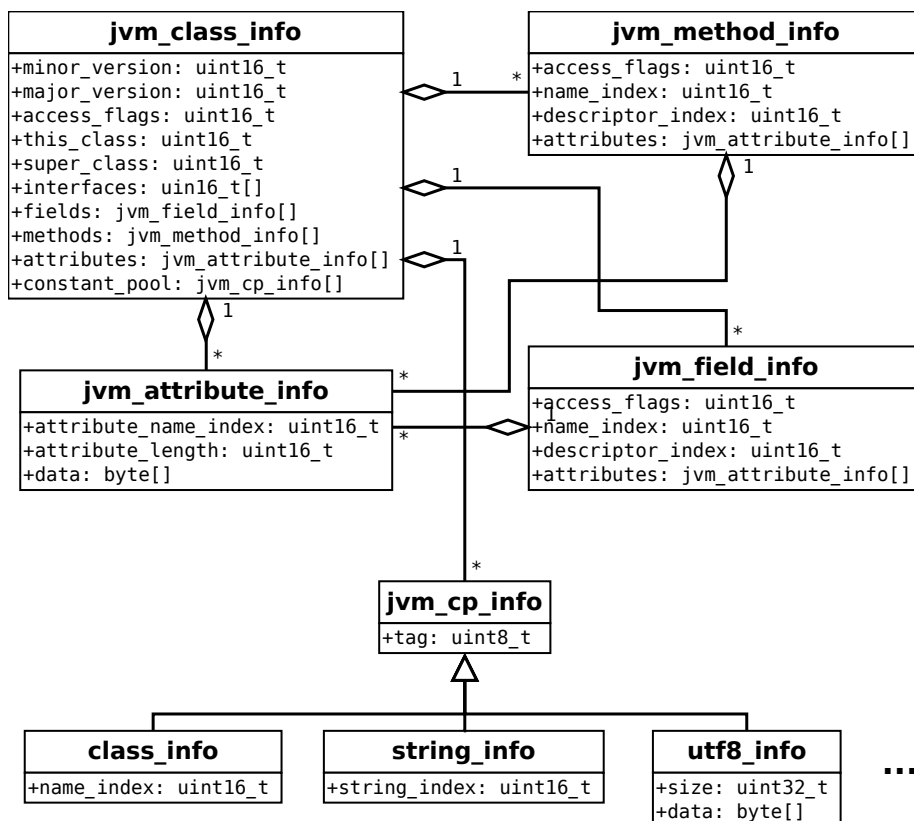 jvm_class_info
+minor_version: uint16_t
+major_version: uint16_t
+access_flags: uint16_t
+this_class: uint16_t
+super_class: uint16_t
+interfaces: uin16_t[]
+fields: jvm_field_info[]
+methods: jvm_method_info[]
+attributes: jvm_attribute_info[]
+constant_pool: jvm_cp_info[]
1
*
1
1
1
*
jvm_method_info
+access_flags: uint16_t
+name_index: uint16_t
+descriptor_index: uint16_t
+attributes: jvm_attribute_info[]
1
*
*
jvm_attribute_info
+attribute_name_index: uint16_t
+attribute_length: uint16_t
+data: byte[]
*
jvm_field_info
+access_flags: uint16_t
1
+name_index: uint16_t
+descriptor_index: uint16_t
+attributes: jvm_attribute_info[]
*
jvm_cp_info
+tag: uint8_t
class_info
+name_index: uint16_t
string_info
+string_index: uint16_t
utf8_info
+size: uint32_t
+data: byte[]
...